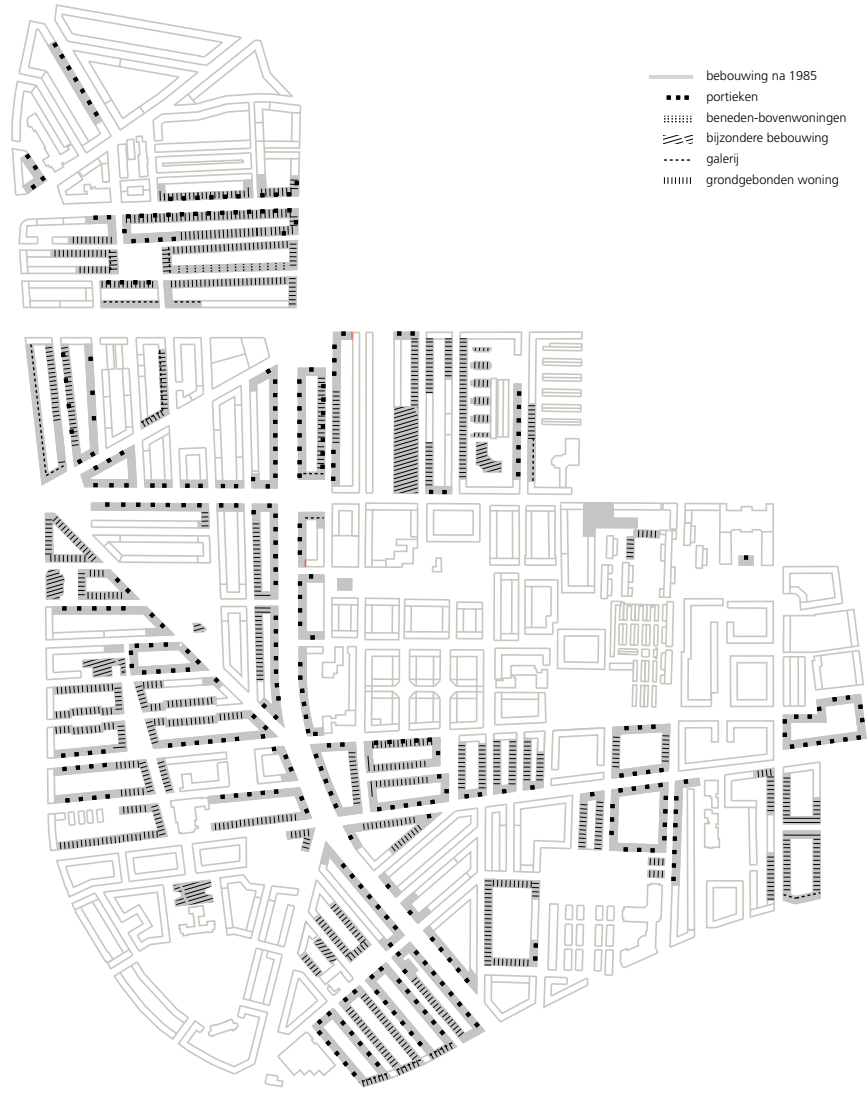 bebouwing na 1985
portieken
beneden-bovenwoningen
bijzondere bebouwing
galerij
grondgebonden woning